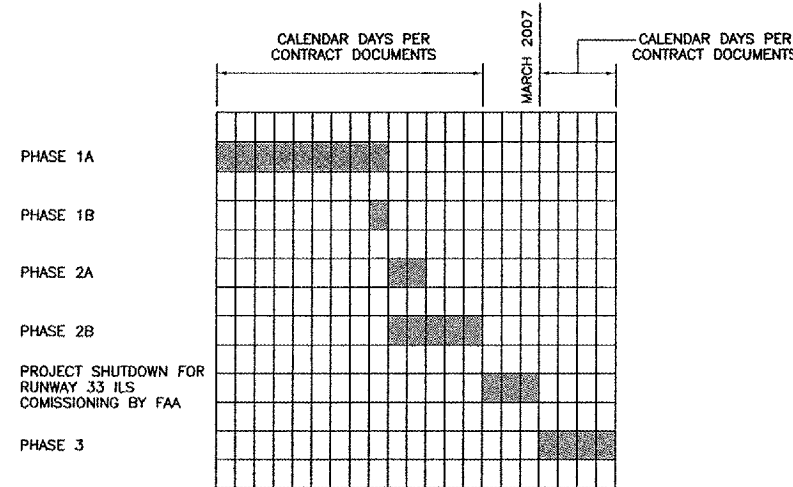 CALENDAR DAYS PER
CONTRACT DOCUMENTS
MARCH 2007
CALENDAR DAYS PER
CONTRACT DOCUMENTS
PHASE 1A
PHASE 1B
PHASE 2A
PHASE 2B
PROJECT SHUTDOWN FOR
RUNWAY 33 ILS
COMISSIONING BY FAA
PHASE 3